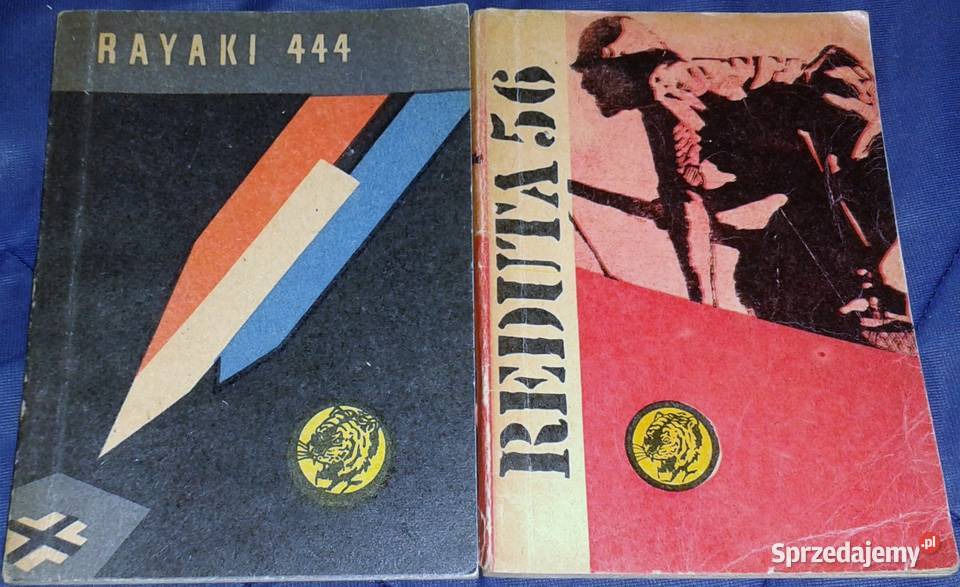 RAYAKI 444
REDUTA 56
Sprzedajemy.pl